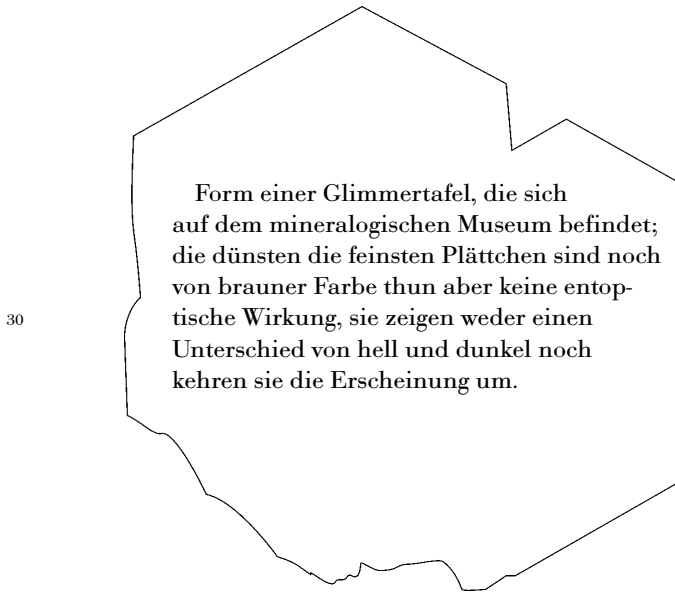 Form einer Glimmertafel, die sich
auf dem mineralogischen Museum befindet;
die dünsten die feinsten Plättchen sind noch
von brauner Farbe thun aber keine entop-
30 tische Wirkung, sie zeigen weder einen
Unterschied von hell und dunkel noch
kehren sie die Erscheinung um.